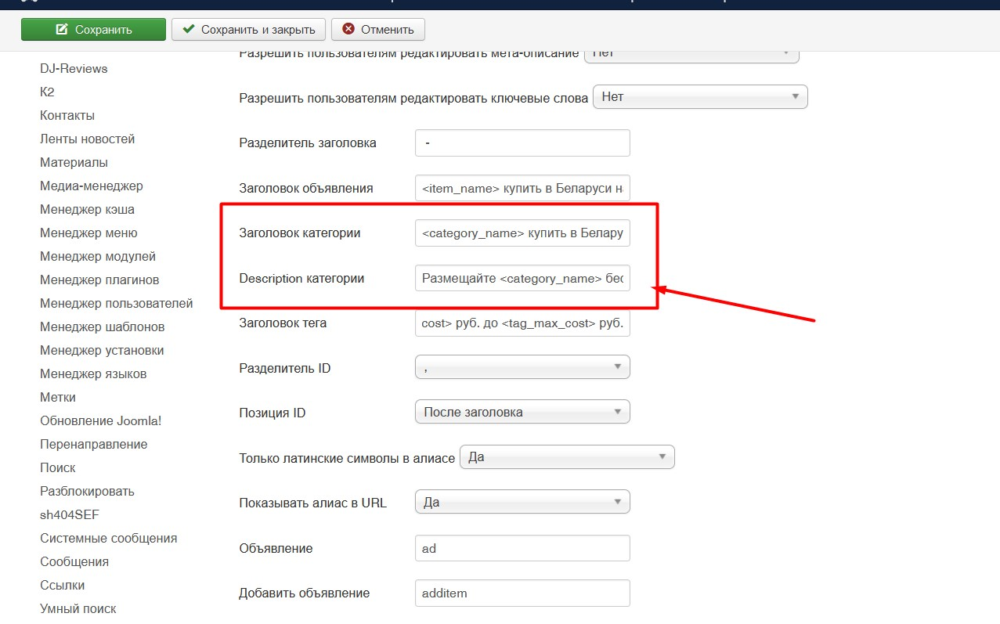 Сохранить
Сохранить и закрыть
Отменить
DJ-Reviews
K2
Контакты
Ленты новостей
Материалы
Медиа-менеджер
Менеджер кэша
Менеджер меню
Менеджер модулей
Менеджер плагинов
Менеджер пользователей
Менеджер шаблонов
Менеджер установки
Менеджер языков
Метки
Обновление Joomla!
Перенаправление
Поиск
Разблокировать
sh404SEF
Системные сообщения
Сообщения
Ссылки
Умный поиск
Разрешить пользователям редактировать мета-описание Нет
Разрешить пользователям редактировать ключевые слова Нет
Разделитель заголовка -
Заголовок объявления <item_name> купить в Беларуси н
Заголовок категории <category_name> купить в Белару
Description категории Размещайте <category_name> бес
Заголовок тега cost> руб. до <tag_max_cost> руб.
Разделитель ID ,
Позиция ID После заголовка
Только латинские символы в алиасе Да
Показывать алиас в URL Да
Объявление ad
Добавить объявление additem